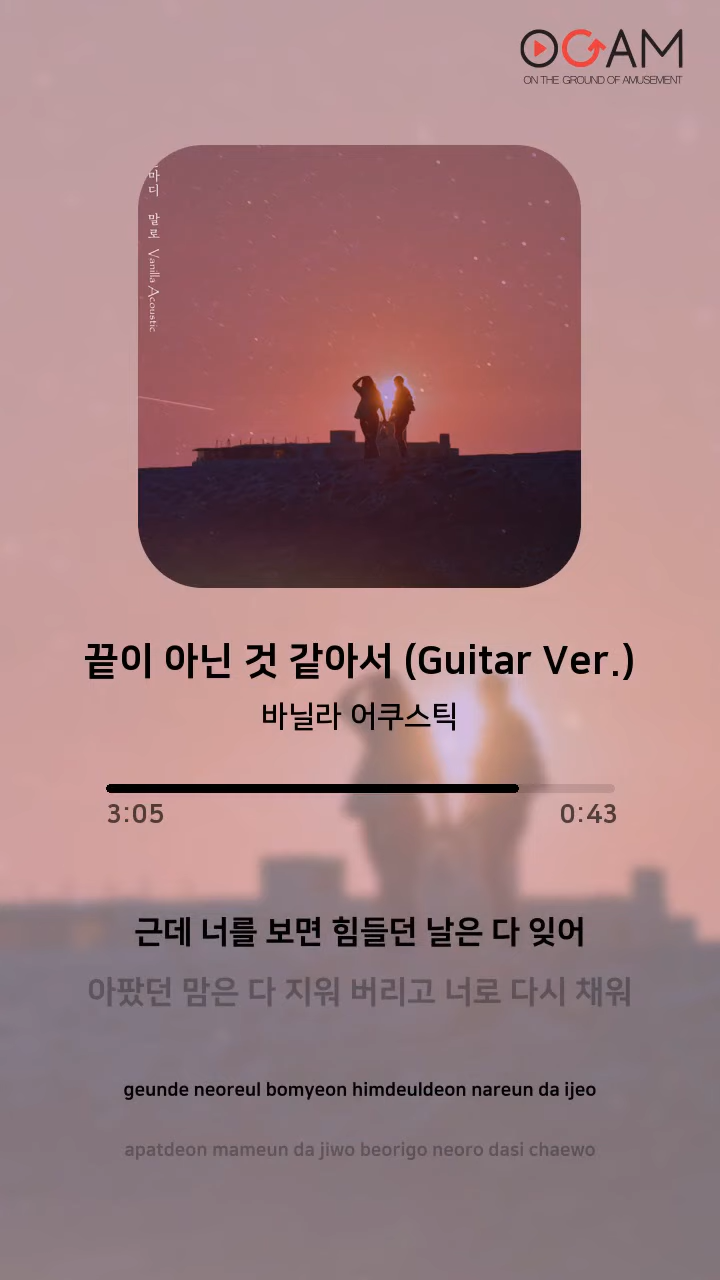 OGAM
ON THE GROUND OF AMUSEMENT
마디 말로 Vanilla Acoustic
끝이 아닌 것 같아서 (Guitar Ver.)
바닐라 어쿠스틱
3:05 0:43
근데 너를 보면 힘들던 날은 다 잊어
아팠던 맘은 다 지워 버리고 너로 다시 채워
geunde neoreul bomyeon himdeuldeon nareun da ijeo
apatdeon mameun da jiwo beorigo neoro dasi chaewo